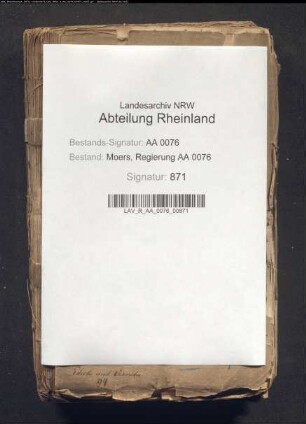 Landesarchiv NRW
Abteilung Rheinland
Bestands-Signatur: AA 0076
Bestand: Moers, Regierung AA 0076
Signatur: 871
LAV_R_AA_0076_00871